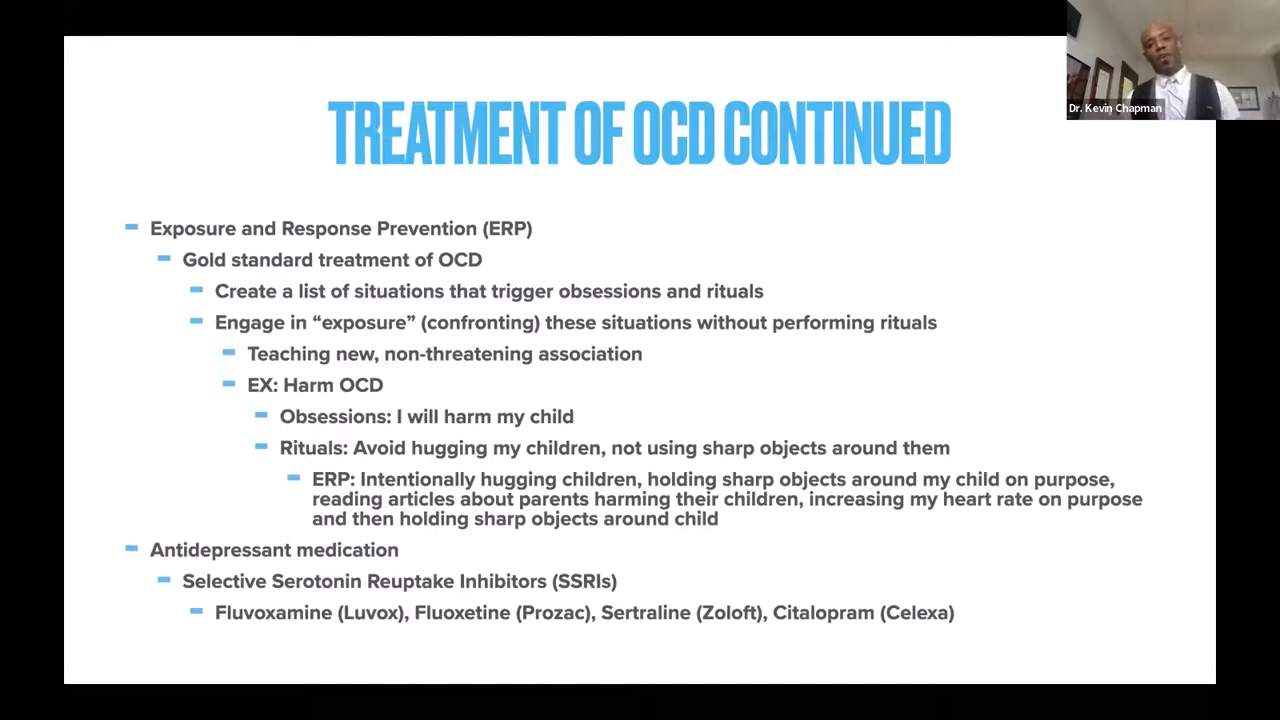 Dr. Kevin Chapman
TREATMENT OF OCD CONTINUED
Exposure and Response Prevention (ERP)
Gold standard treatment of OCD
Create a list of situations that trigger obsessions and rituals
Engage in “exposure” (confronting) these situations without performing rituals
Teaching new, non-threatening association
EX: Harm OCD
Obsessions: I will harm my child
Rituals: Avoid hugging my children, not using sharp objects around them
ERP: Intentionally hugging children, holding sharp objects around my child on purpose,
reading articles about parents harming their children, increasing my heart rate on purpose
and then holding sharp objects around child
Antidepressant medication
Selective Serotonin Reuptake Inhibitors (SSRIs)
Fluvoxamine (Luvox), Fluoxetine (Prozac), Sertraline (Zoloft), Citalopram (Celexa)